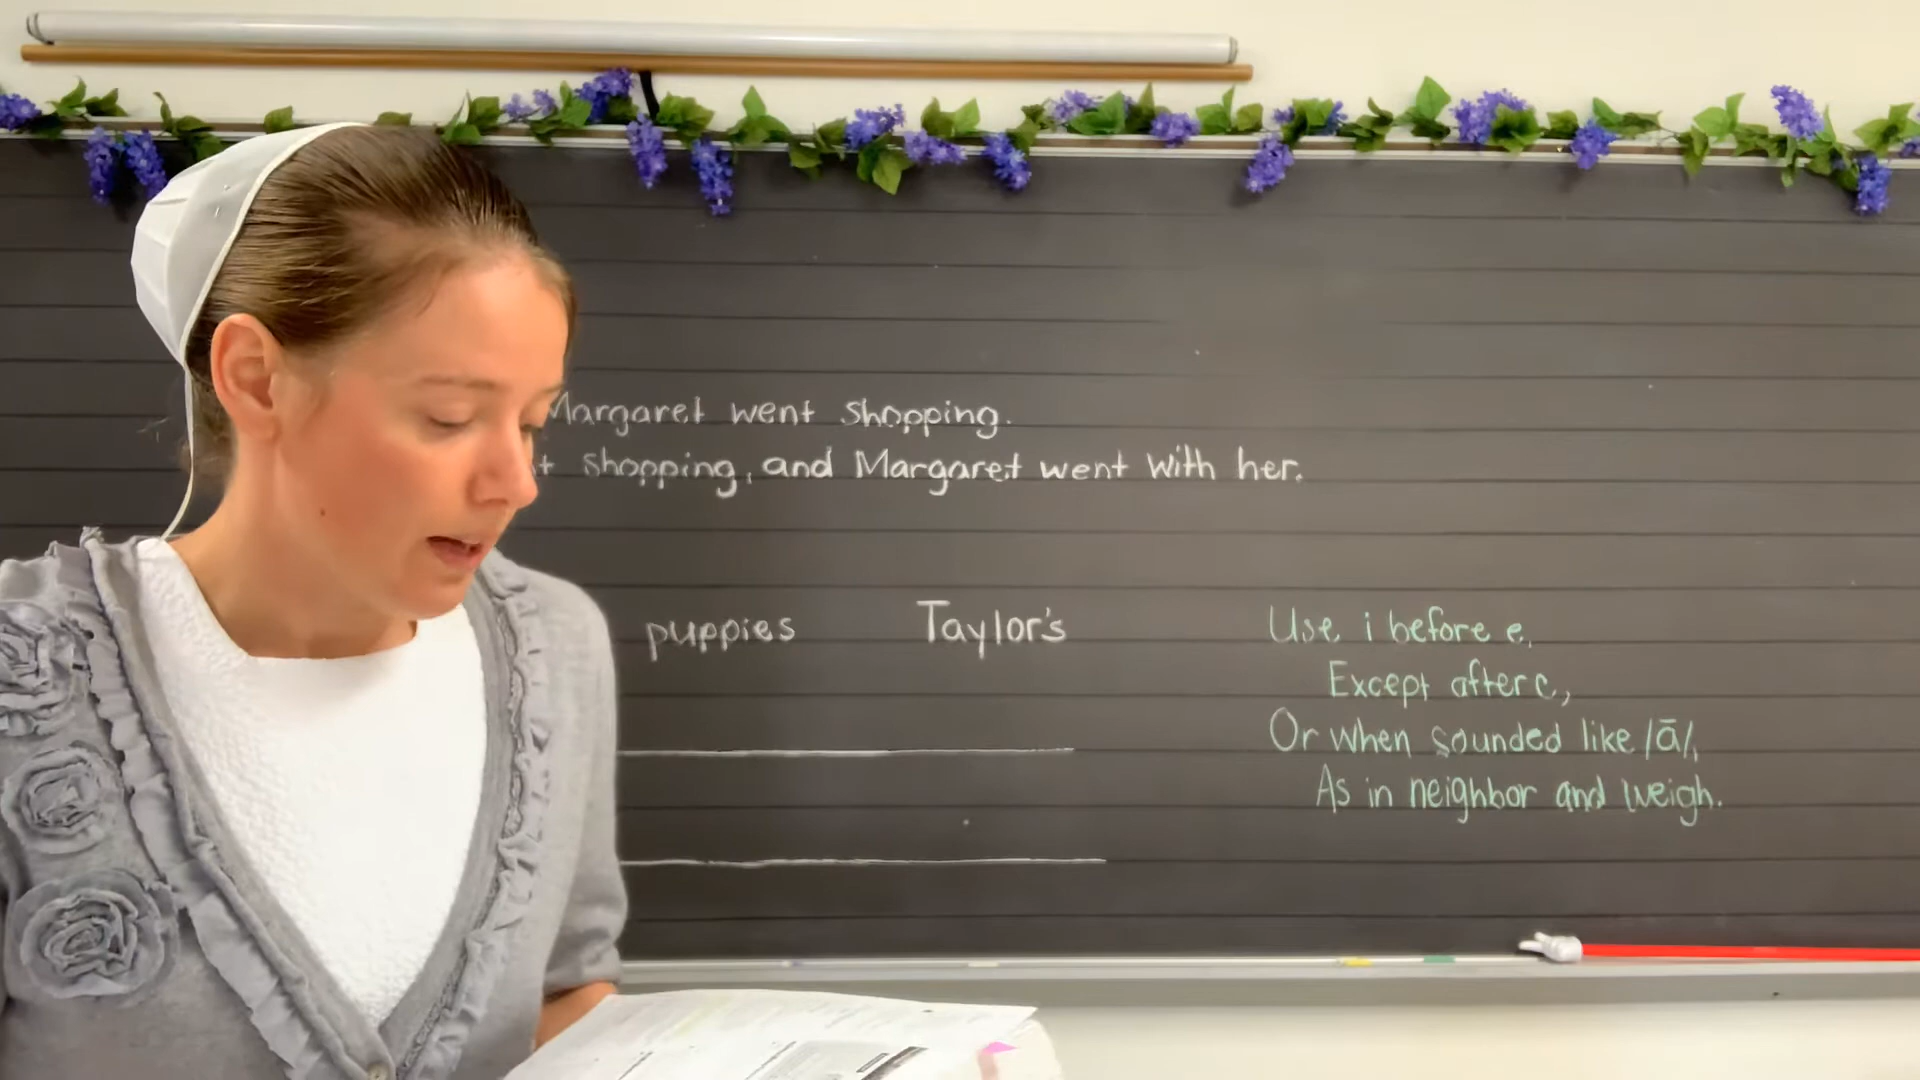 Margaret went shopping.
shopping, and Margaret went with her.
puppies Taylor's
Use i before e,
Except after c,
Or when sounded like /ā/,
As in neighbor and weigh.